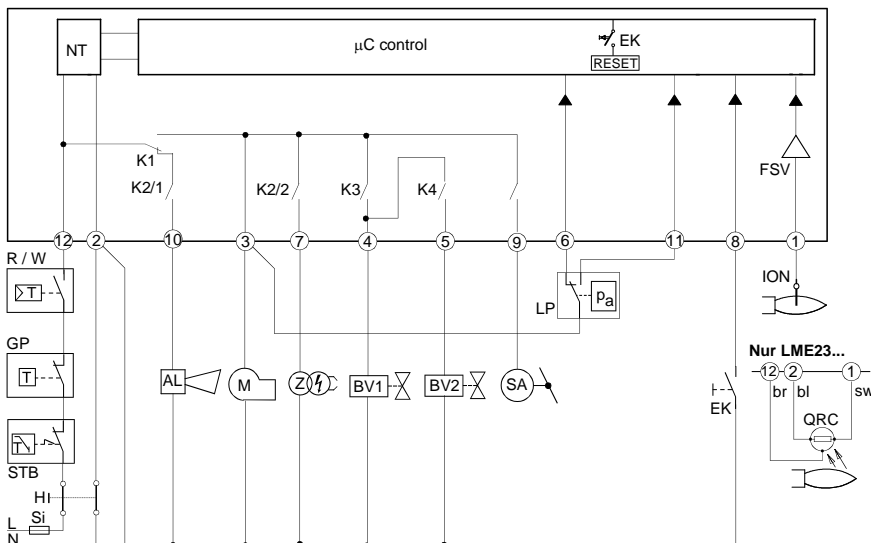 NT
µC control
EK
RESET
FSV
K1
K2/1
K2/2
K3
K4
12
2
10
3
7
4
5
9
6
11
8
1
R / W
T
GP
T
STB
T
H
L
Si
N
AL
M
Z
BV1
BV2
SA
LP
pa
ION
EK
Nur LME23...
12
2
1
br
bl
sw
QRC